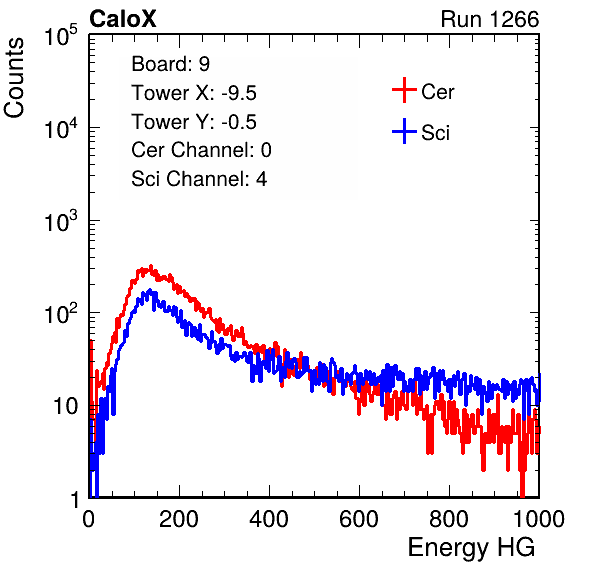 CaloX Run 1266
Counts
10^5
10^4
10^3
10^2
10
1
Board: 9
Tower X: -9.5
Tower Y: -0.5
Cer Channel: 0
Sci Channel: 4
Cer
Sci
0 200 400 600 800 1000
Energy HG